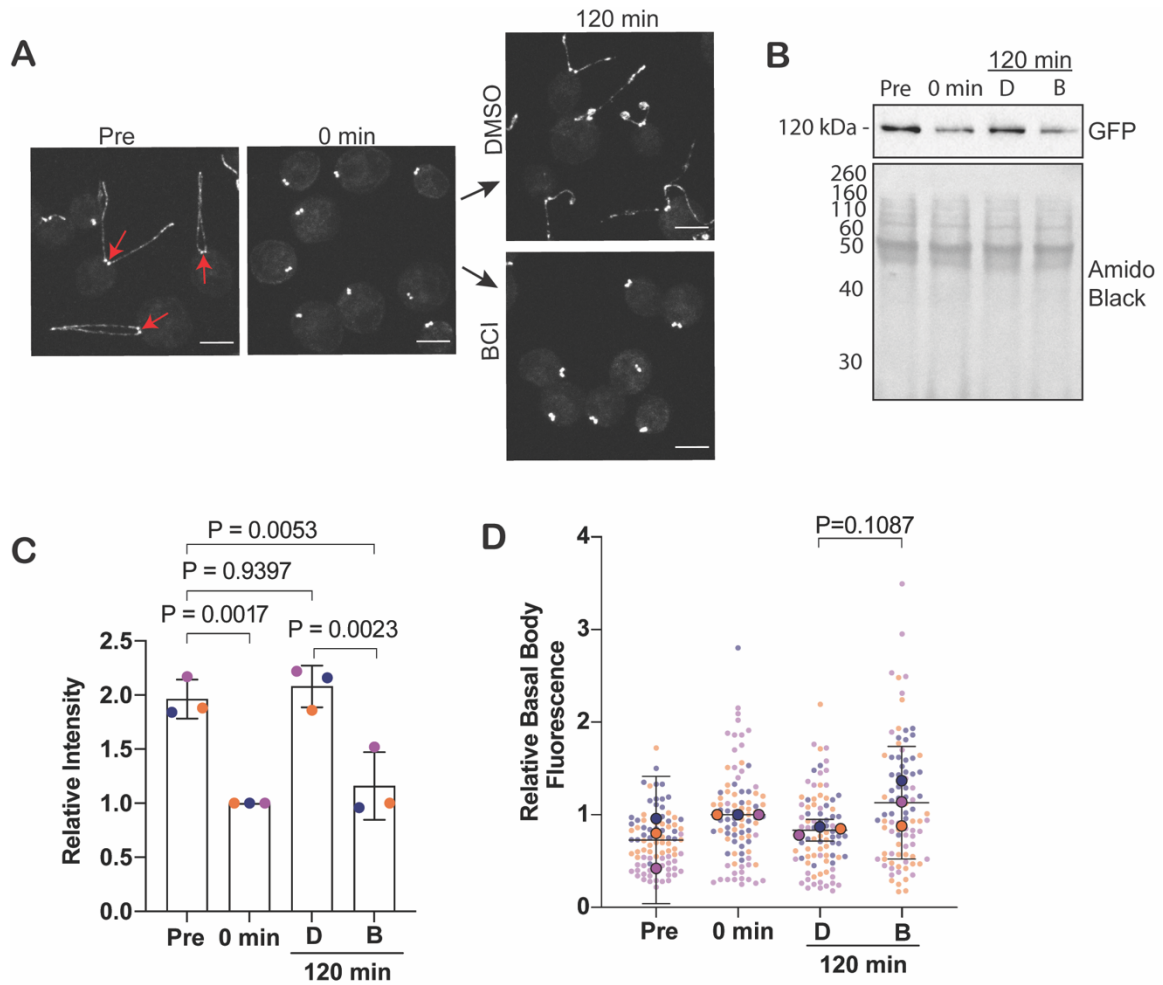 A
Pre
0 min
120 min
DMSO
BCI
B
120 min
Pre 0 min D B
120 kDa -
GFP
260
160
110
60
50
40
30
Amido
Black
C
P = 0.0053
P = 0.9397
P = 0.0017
P = 0.0023
Relative Intensity
2.5
2.0
1.5
1.0
0.5
0.0
Pre 0 min D B
120 min
D
P=0.1087
Relative Basal Body
Fluorescence
4
3
2
1
0
Pre 0 min D B
120 min